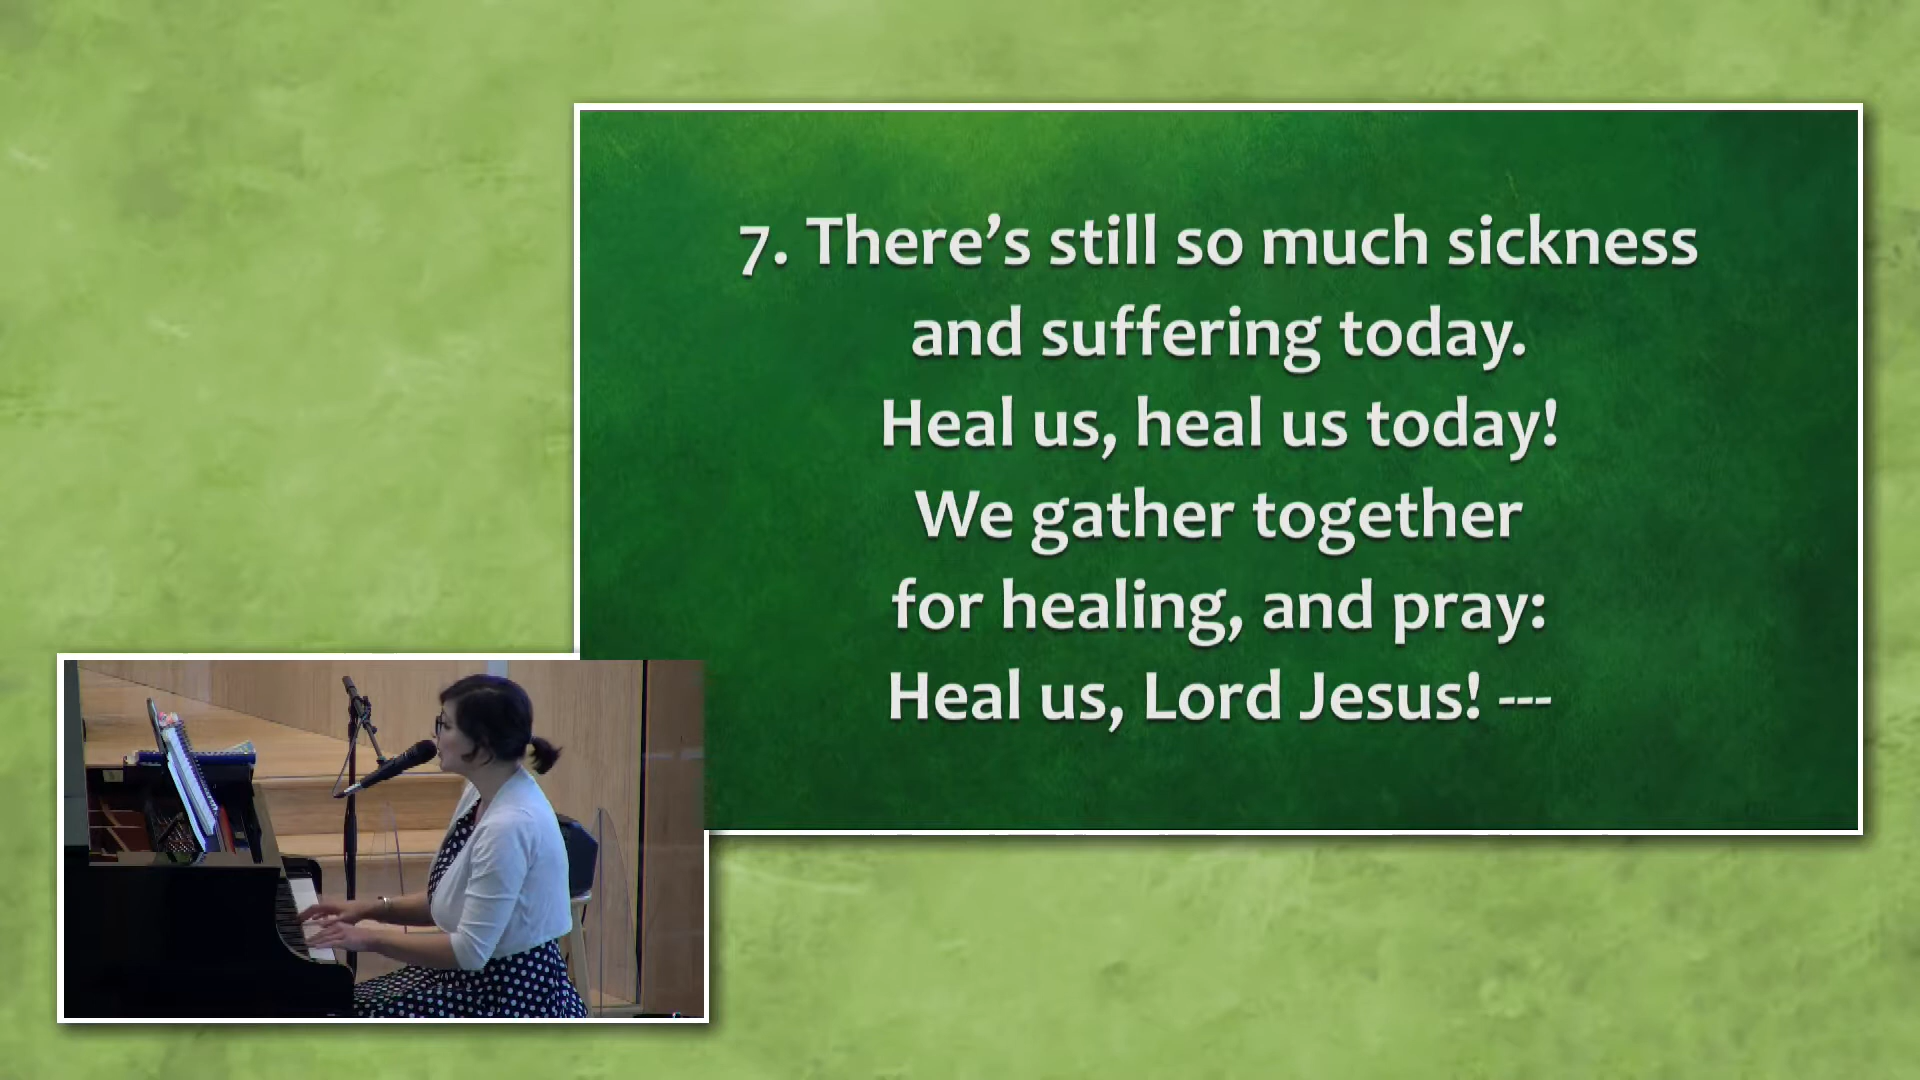 7. There’s still so much sickness
and suffering today.
Heal us, heal us today!
We gather together
for healing, and pray:
Heal us, Lord Jesus! ---